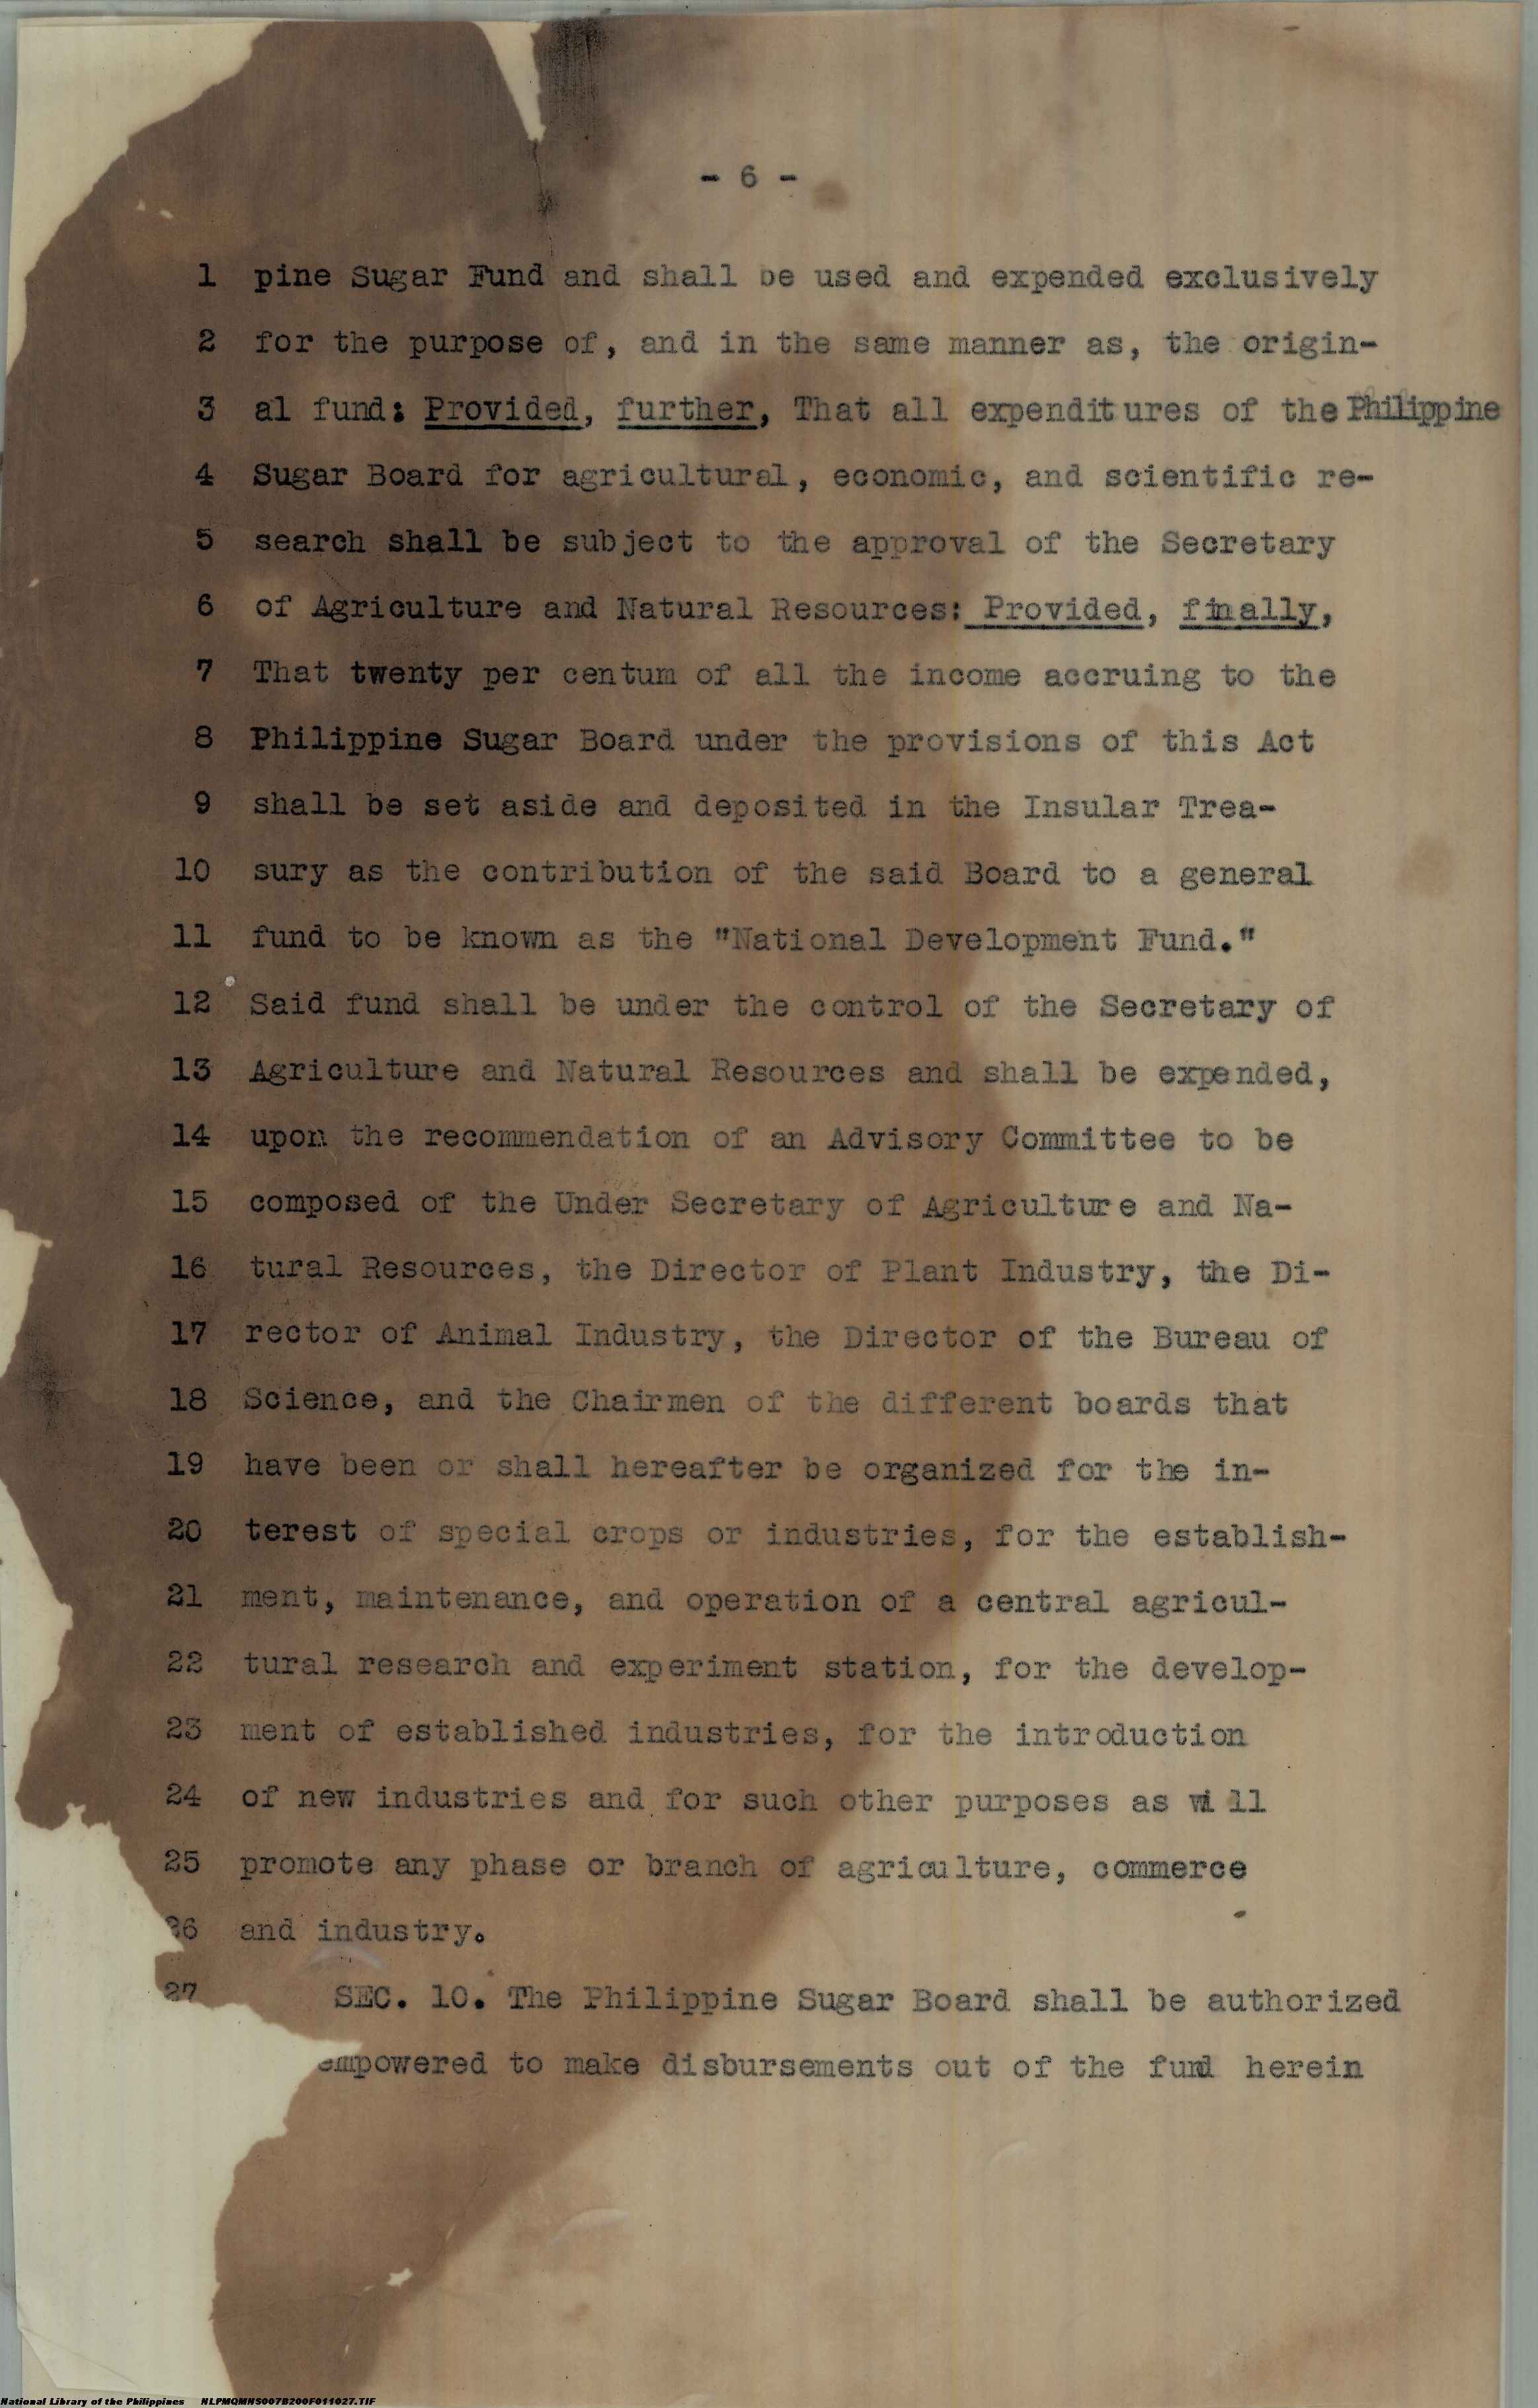 - 6 -
1 pine Sugar Fund and shall be used and expended exclusively
2 for the purpose of, and in the same manner as, the origin-
3 al fund: Provided, further, That all expenditures of the Philippine
4 Sugar Board for agricultural, economic, and scientific re-
5 search shall be subject to the approval of the Secretary
6 of Agriculture and Natural Resources: Provided, finally,
7 That twenty per centum of all the income accruing to the
8 Philippine Sugar Board under the provisions of this Act
9 shall be set aside and deposited in the Insular Trea-
10 sury as the contribution of the said Board to a general
11 fund to be known as the "National Development Fund."
12 Said fund shall be under the control of the Secretary of
13 Agriculture and Natural Resources and shall be expended,
14 upon the recommendation of an Advisory Committee to be
15 composed of the Under Secretary of Agriculture and Na-
16 tural Resources, the Director of Plant Industry, the Di-
17 rector of Animal Industry, the Director of the Bureau of
18 Science, and the Chairmen of the different boards that
19 have been or shall hereafter be organized for the in-
20 terest of special crops or industries, for the establish-
21 ment, maintenance, and operation of a central agricul-
22 tural research and experiment station, for the develop-
23 ment of established industries, for the introduction
24 of new industries and for such other purposes as will
25 promote any phase or branch of agriculture, commerce
26 and industry.
27 SEC. 10. The Philippine Sugar Board shall be authorized
empowered to make disbursements out of the fund herein
National Library of the Philippines NLPMQMNS007B200F011027.TIF